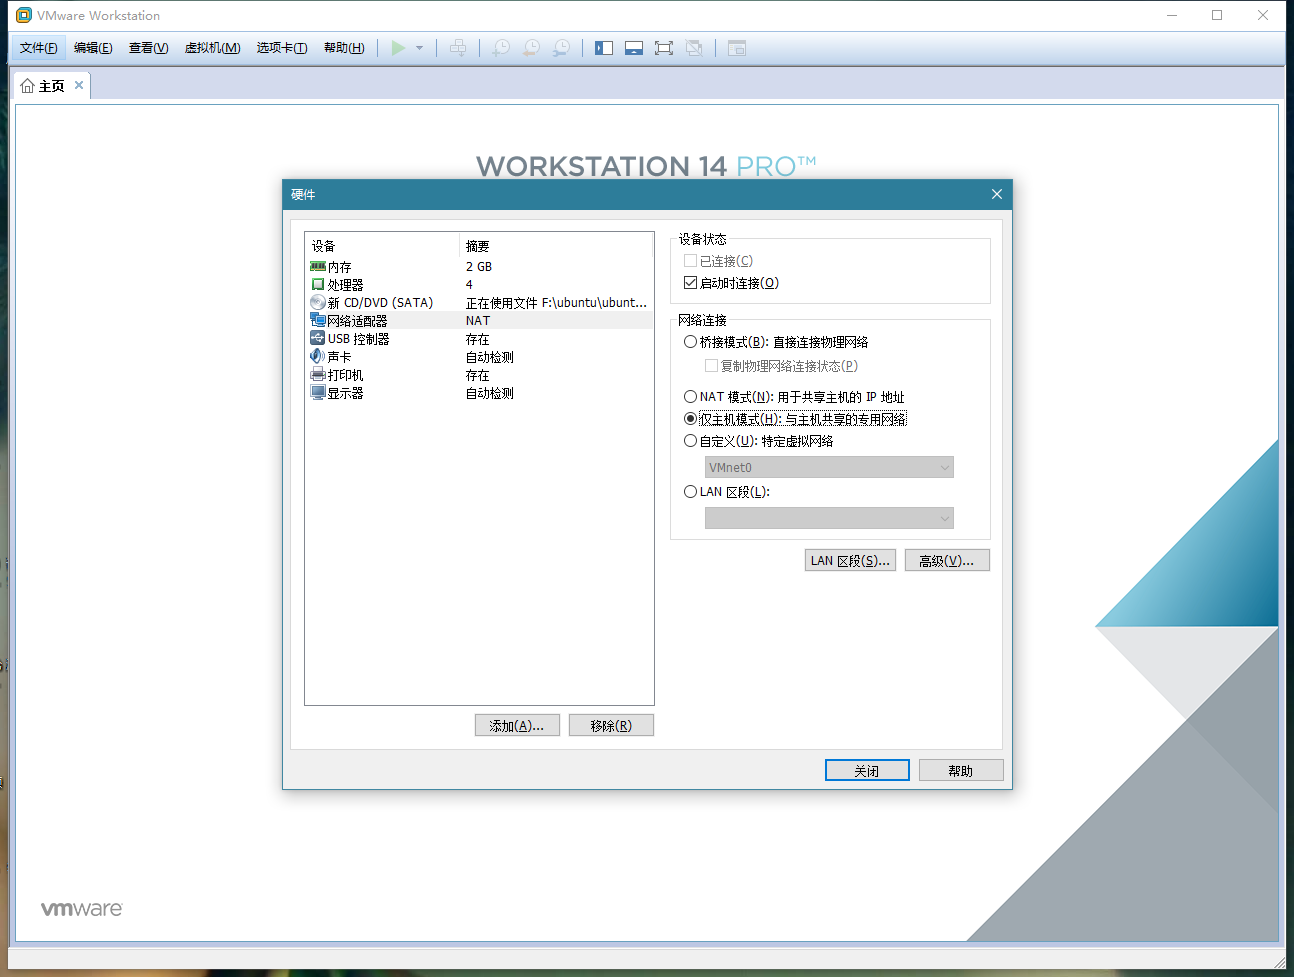 VMware Workstation
文件(F) 编辑(E) 查看(V) 虚拟机(M) 选项卡(T) 帮助(H)
主页
WORKSTATION 14 PRO™
硬件
设备 摘要
内存 2 GB
处理器 4
新 CD/DVD (SATA) 正在使用文件 F:\ubuntu\ubunt...
网络适配器 NAT
USB 控制器 存在
声卡 自动检测
打印机 存在
显示器 自动检测
添加(A)... 移除(R)
设备状态
已连接(C)
启动时连接(O)
网络连接
桥接模式(B): 直接连接物理网络
复制物理网络连接状态(P)
NAT 模式(N): 用于共享主机的 IP 地址
仅主机模式(H): 与主机共享的专用网络
自定义(U): 特定虚拟网络
VMnet0
LAN 区段(L):
LAN 区段(S)... 高级(V)...
关闭 帮助
vmware